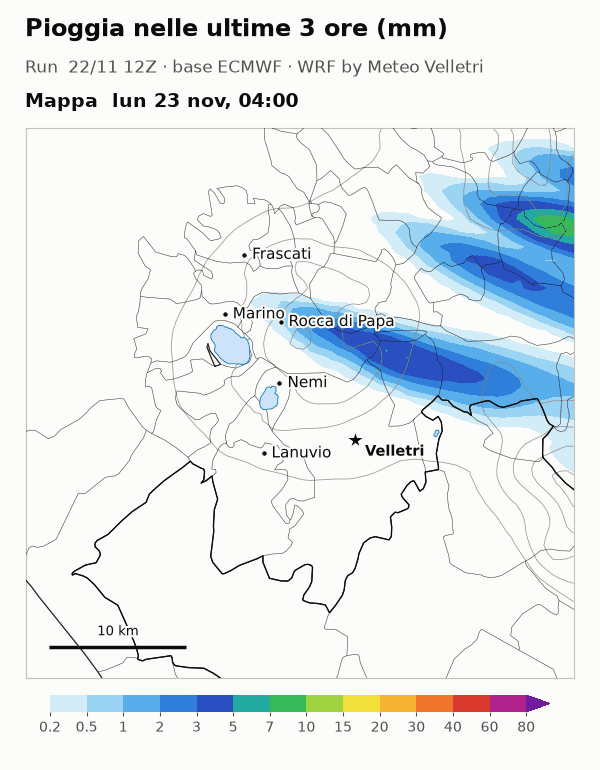 Pioggia nelle ultime 3 ore (mm)
Run  22/11 12Z · base ECMWF · WRF by Meteo Velletri
Mappa  lun 23 nov, 04:00
Frascati
Marino
Rocca di Papa
Nemi
Velletri
Lanuvio
10 km
0.2 0.5 1 2 3 5 7 10 15 20 30 40 60 80